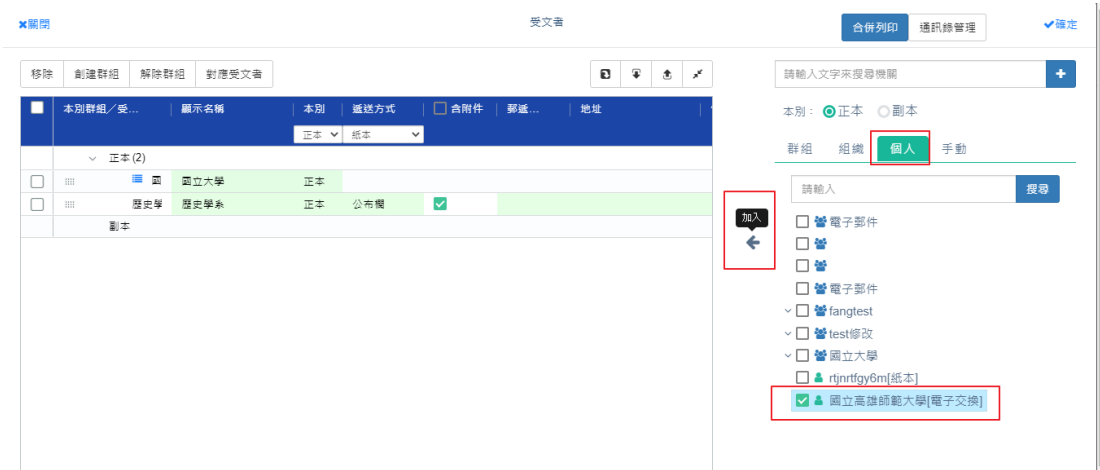 ✖關閉
受文者
合併列印 通訊錄管理
✔確定
移除 創建群組 解除群組 對應受文者
請輸入文字來搜尋機關
本別群組／受... 顯示名稱 本別 遞送方式 含附件 郵遞... 地址
正本 紙本
本別： 正本 副本
群組 組織 個人 手動
正本 (2)
國 國立大學 正本
歷史學 歷史學系 正本 公布欄
副本
請輸入 搜尋
加入
電子郵件
電子郵件
fangtest
test修改
國立大學
rtjnrtfgy6m[紙本]
國立高雄師範大學[電子交換]